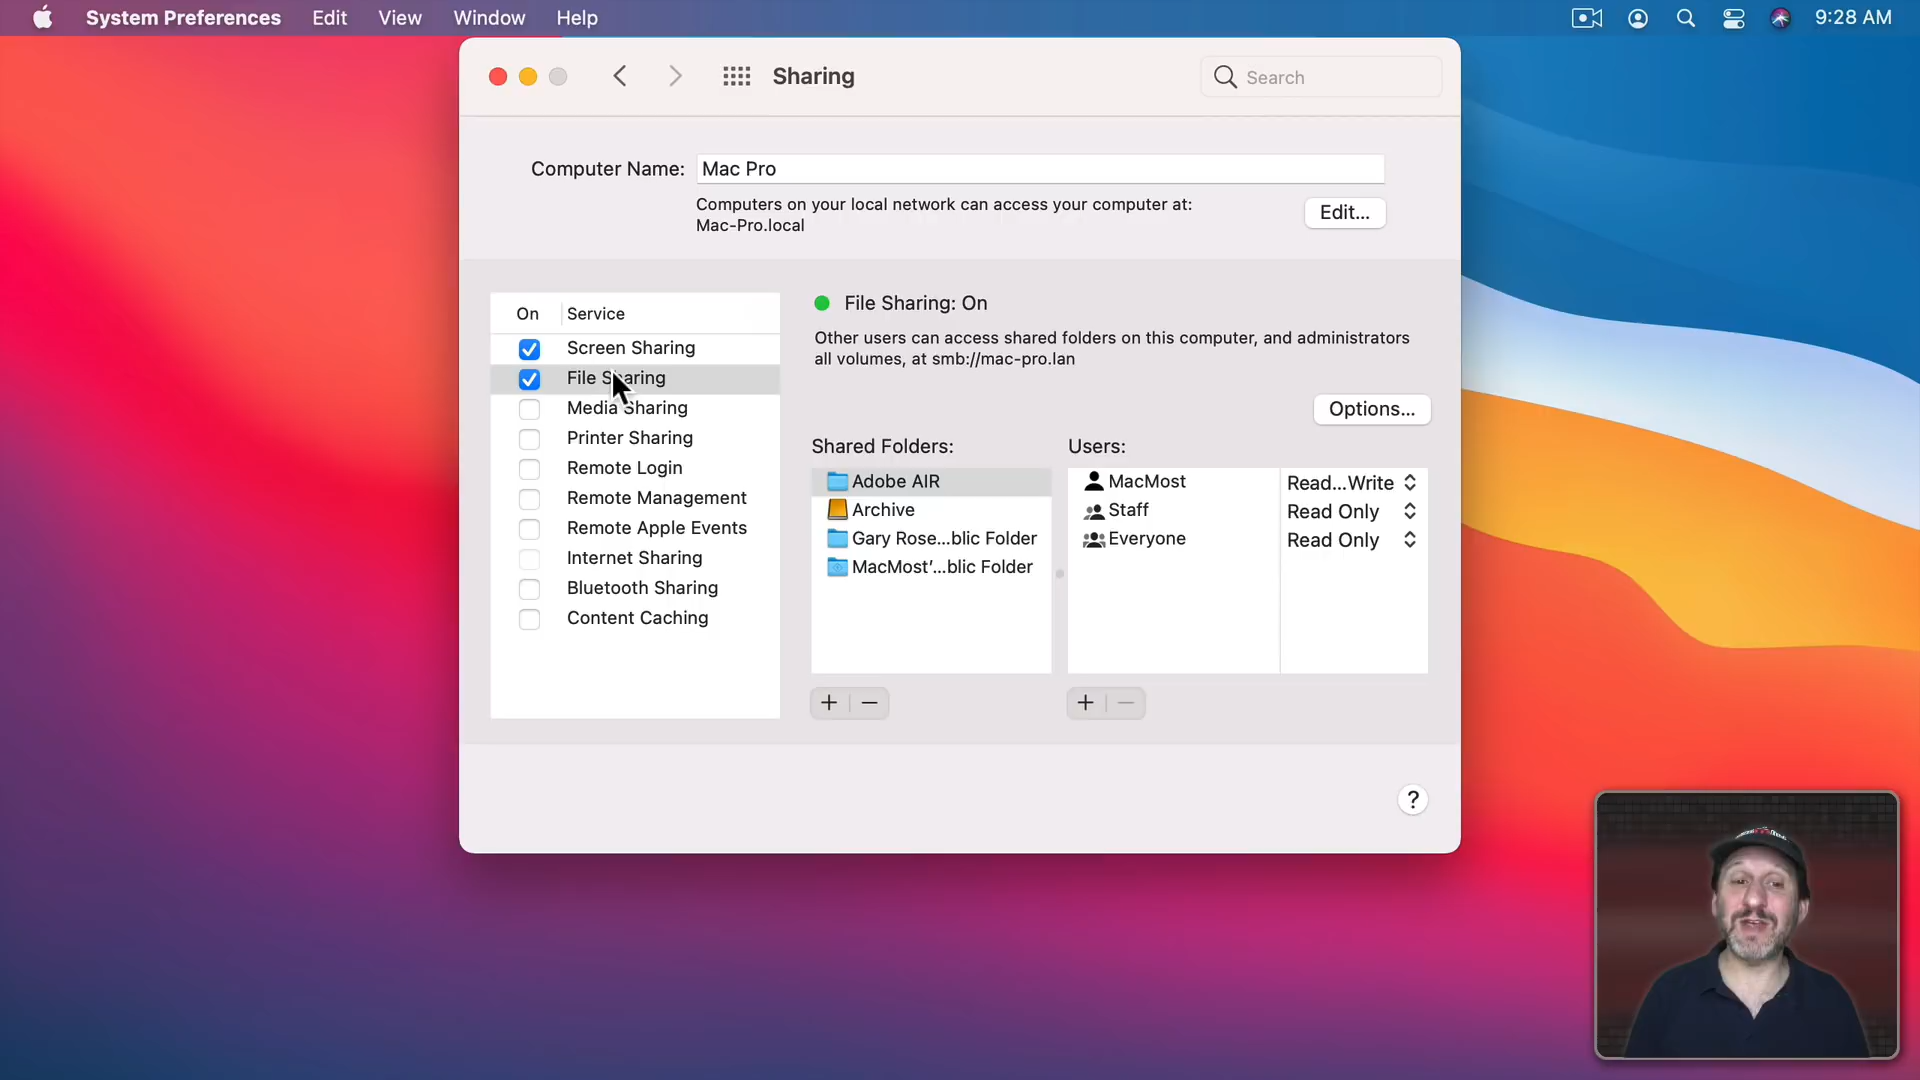 System Preferences Edit View Window Help 9:28 AM
Sharing
Search
Computer Name: Mac Pro
Computers on your local network can access your computer at:
Mac-Pro.local
Edit...
On Service
Screen Sharing
File Sharing
Media Sharing
Printer Sharing
Remote Login
Remote Management
Remote Apple Events
Internet Sharing
Bluetooth Sharing
Content Caching
File Sharing: On
Other users can access shared folders on this computer, and administrators
all volumes, at smb://mac-pro.lan
Options...
Shared Folders:
Adobe AIR
Archive
Gary Rose...blic Folder
MacMost’...blic Folder
Users:
MacMost Read...Write
Staff Read Only
Everyone Read Only
+ −
+ −
?